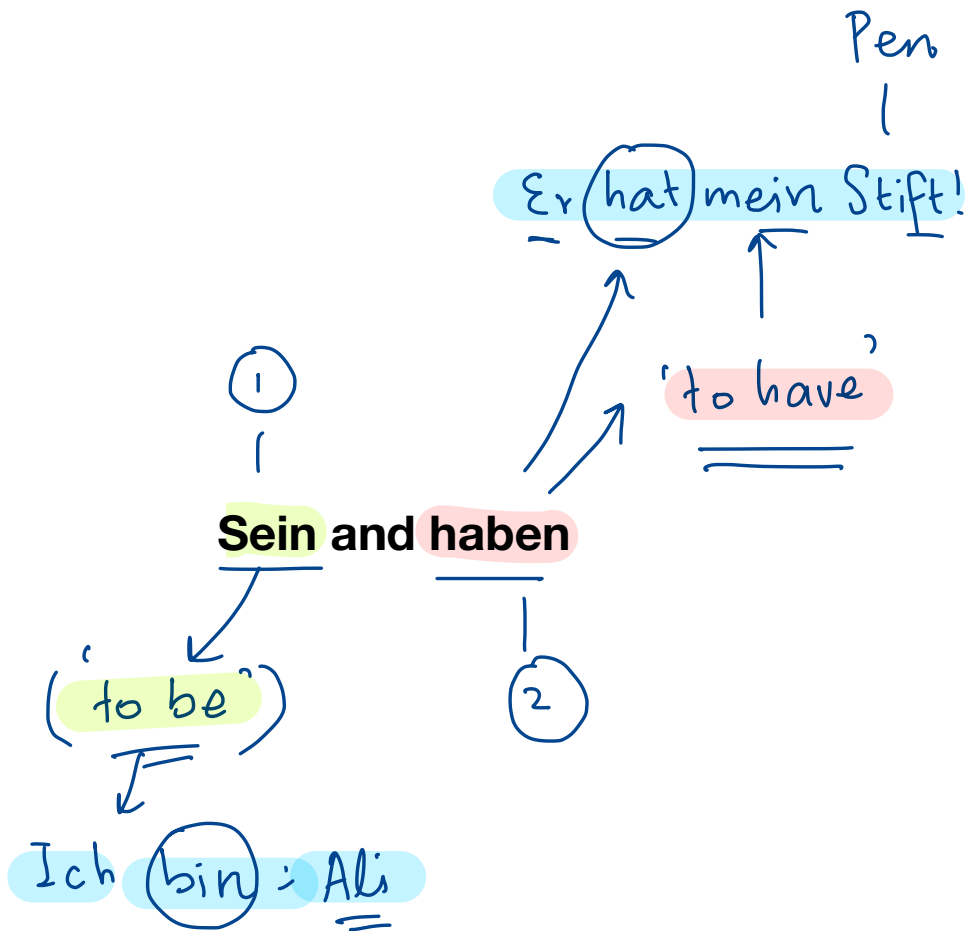 Pen
Er hat mein Stift!
'to have'
1
Sein and haben
('to be')
2
Ich bin : Ali